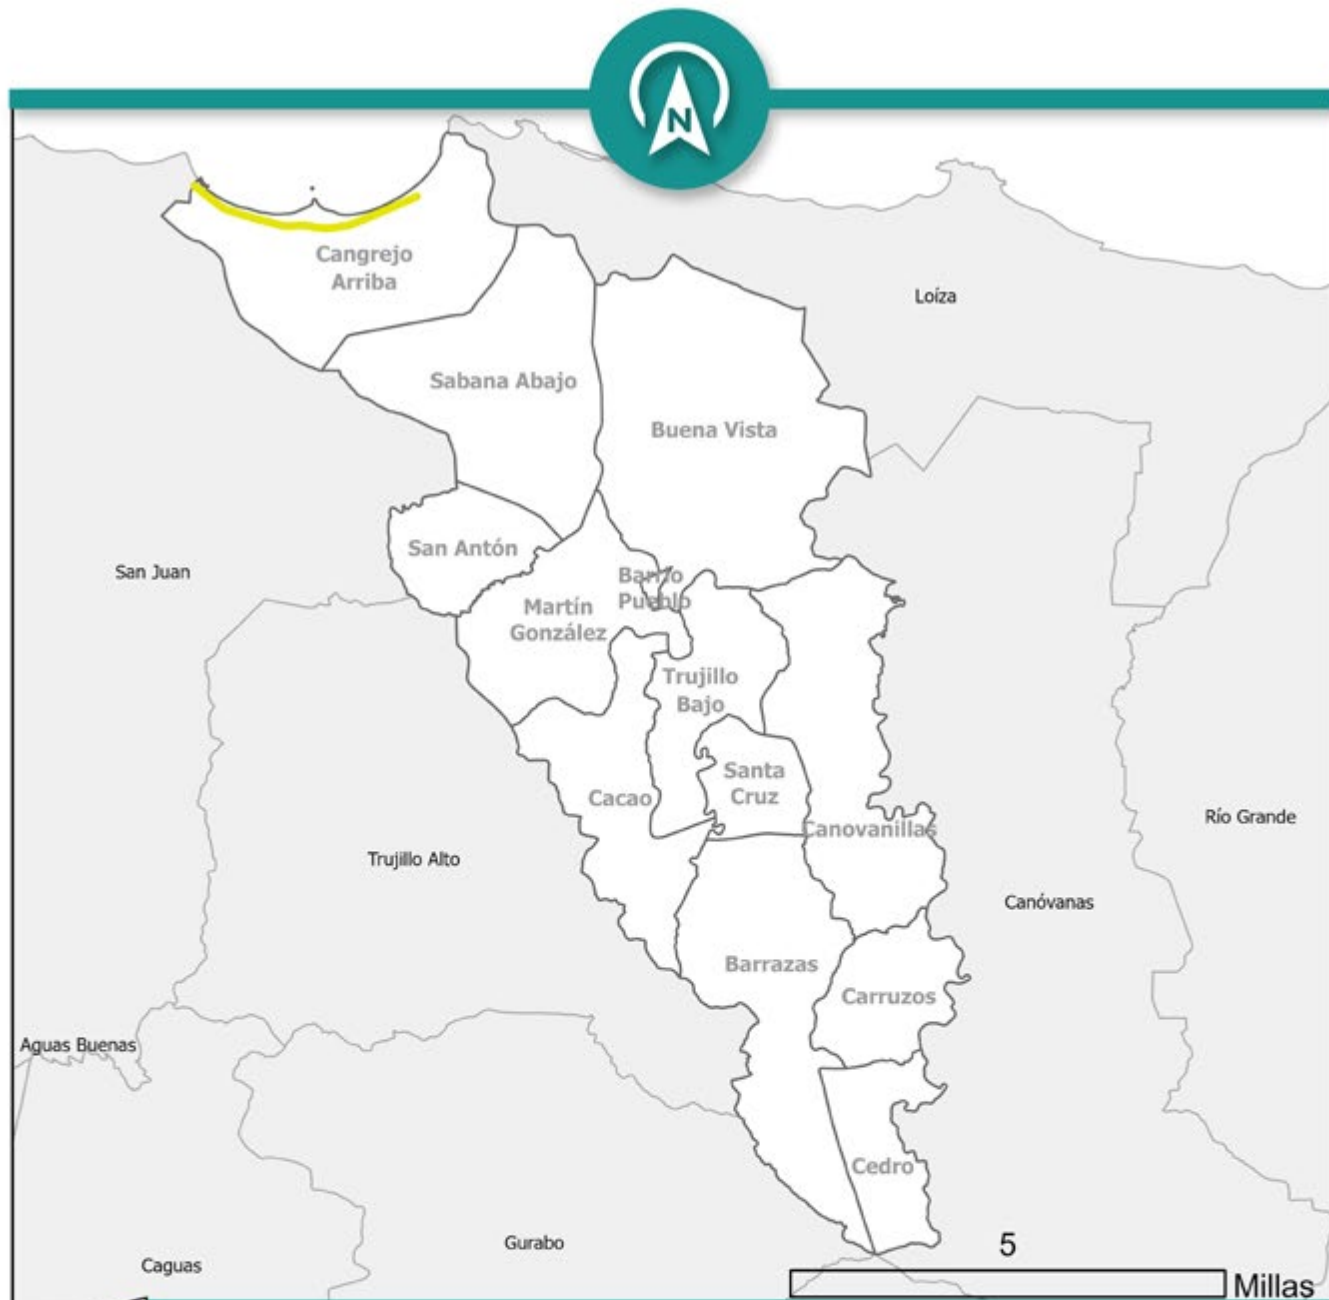 N
Cangrejo
Arriba
Loíza
Sabana Abajo
Buena Vista
San Antón
San Juan
Barrio
Pueblo
Martín
González
Trujillo
Bajo
Santa
Cruz
Cacao
Canovanillas
Río Grande
Trujillo Alto
Canóvanas
Barrazas
Carruzos
Aguas Buenas
Cedro
Gurabo
5
Caguas
Millas